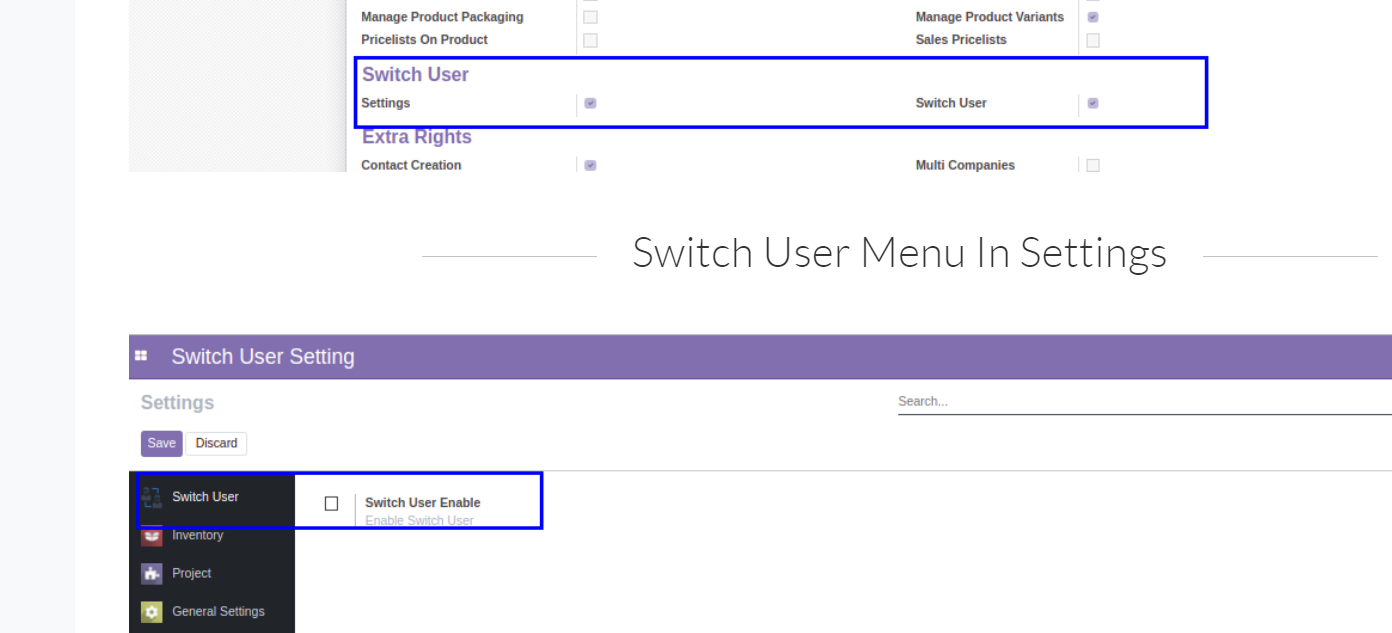 Manage Product Packaging Manage Product Variants
Pricelists On Product Sales Pricelists
Switch User
Settings Switch User
Extra Rights
Contact Creation Multi Companies
Switch User Menu In Settings
Switch User Setting
Settings Search...
Save Discard
Switch User Switch User Enable
Enable Switch User
Inventory
Project
General Settings